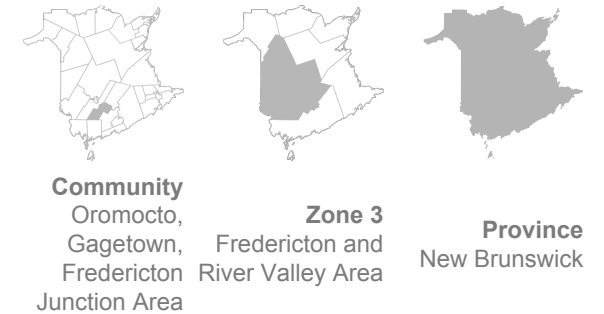 Community
Oromocto,
Gagetown,
Fredericton
Junction Area
Zone 3
Fredericton and
River Valley Area
Province
New Brunswick